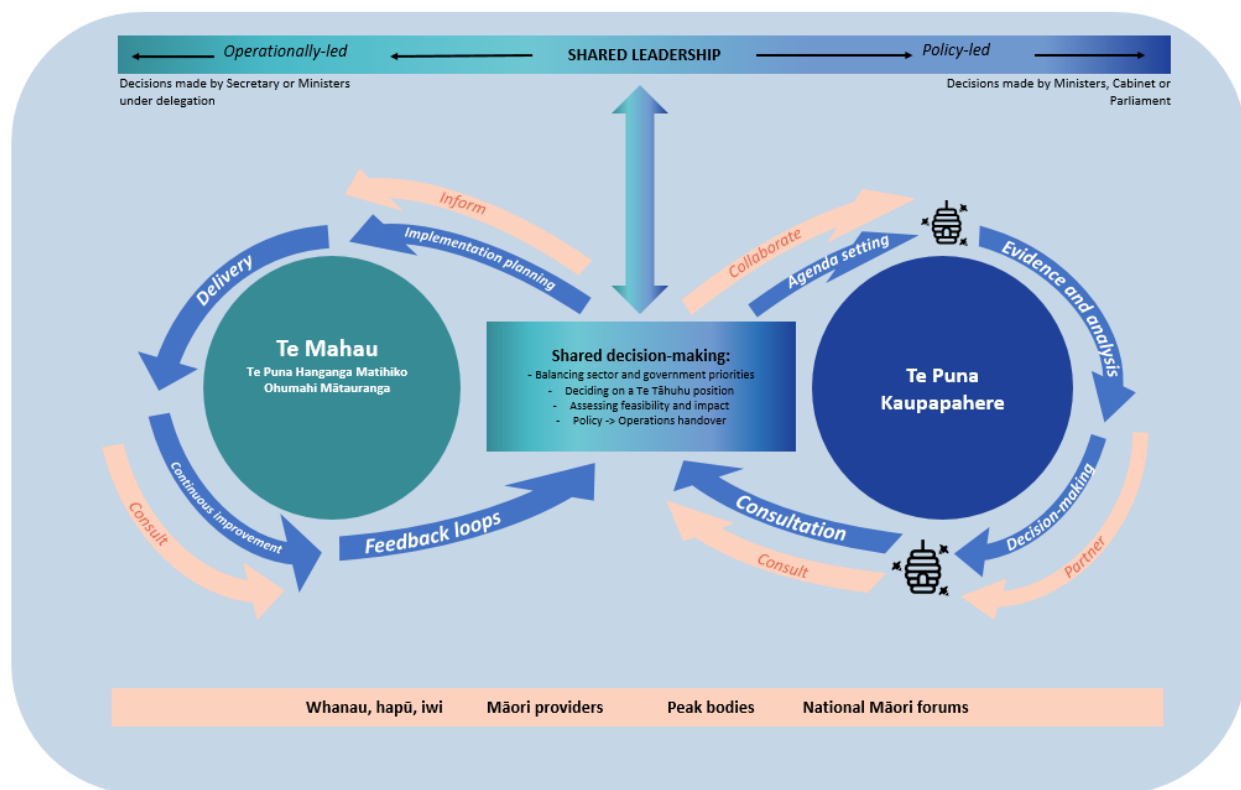 Operationally-led
SHARED LEADERSHIP
Policy-led
Decisions made by Secretary or Ministers
under delegation
Decisions made by Ministers, Cabinet or
Parliament
Inform
Implementation planning
Delivery
Te Mahau
Te Puna Hanganga Matihiko
Ohumahi Mātauranga
Continuous improvement
Consult
Feedback loops
Shared decision-making:
- Balancing sector and government priorities
- Deciding on a Te Tāhuhu position
- Assessing feasibility and impact
- Policy -> Operations handover
Collaborate
Agenda setting
Evidence and analysis
Te Puna
Kaupapahere
Decision-making
Partner
Consultation
Consult
Whanau, hapū, iwi
Māori providers
Peak bodies
National Māori forums